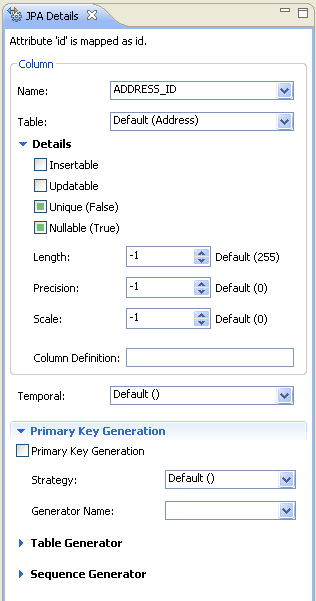 JPA Details
Attribute 'id' is mapped as id.
Column
Name: ADDRESS_ID
Table: Default (Address)
Details
Insertable
Updatable
Unique (False)
Nullable (True)
Length: -1 Default (255)
Precision: -1 Default (0)
Scale: -1 Default (0)
Column Definition:
Temporal: Default ()
Primary Key Generation
Primary Key Generation
Strategy: Default ()
Generator Name:
Table Generator
Sequence Generator